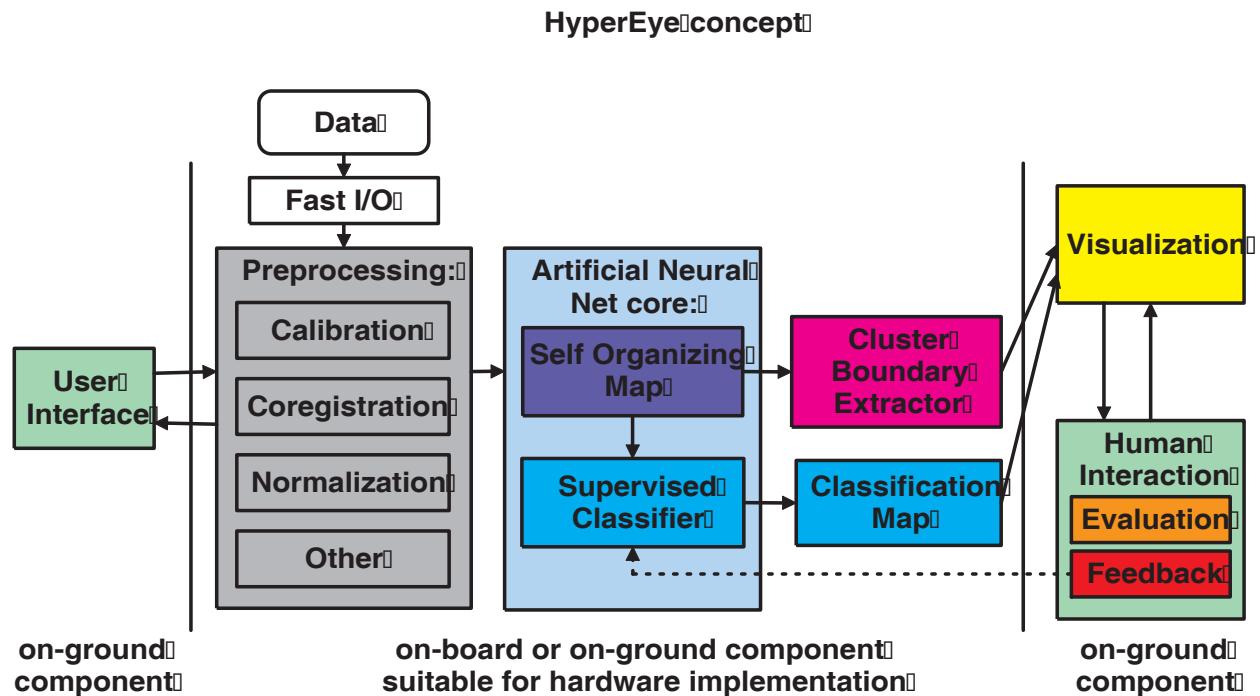 HyperEye concept
Data
Fast I/O
Preprocessing:
Calibration
Coregistration
Normalization
Other
User
Interface
Artificial Neural
Net core:
Self Organizing
Map
Supervised
Classifier
Cluster
Boundary
Extractor
Classification
Map
Visualization
Human
Interaction
Evaluation
Feedback
on-ground
component
on-board or on-ground component
suitable for hardware implementation
on-ground
component